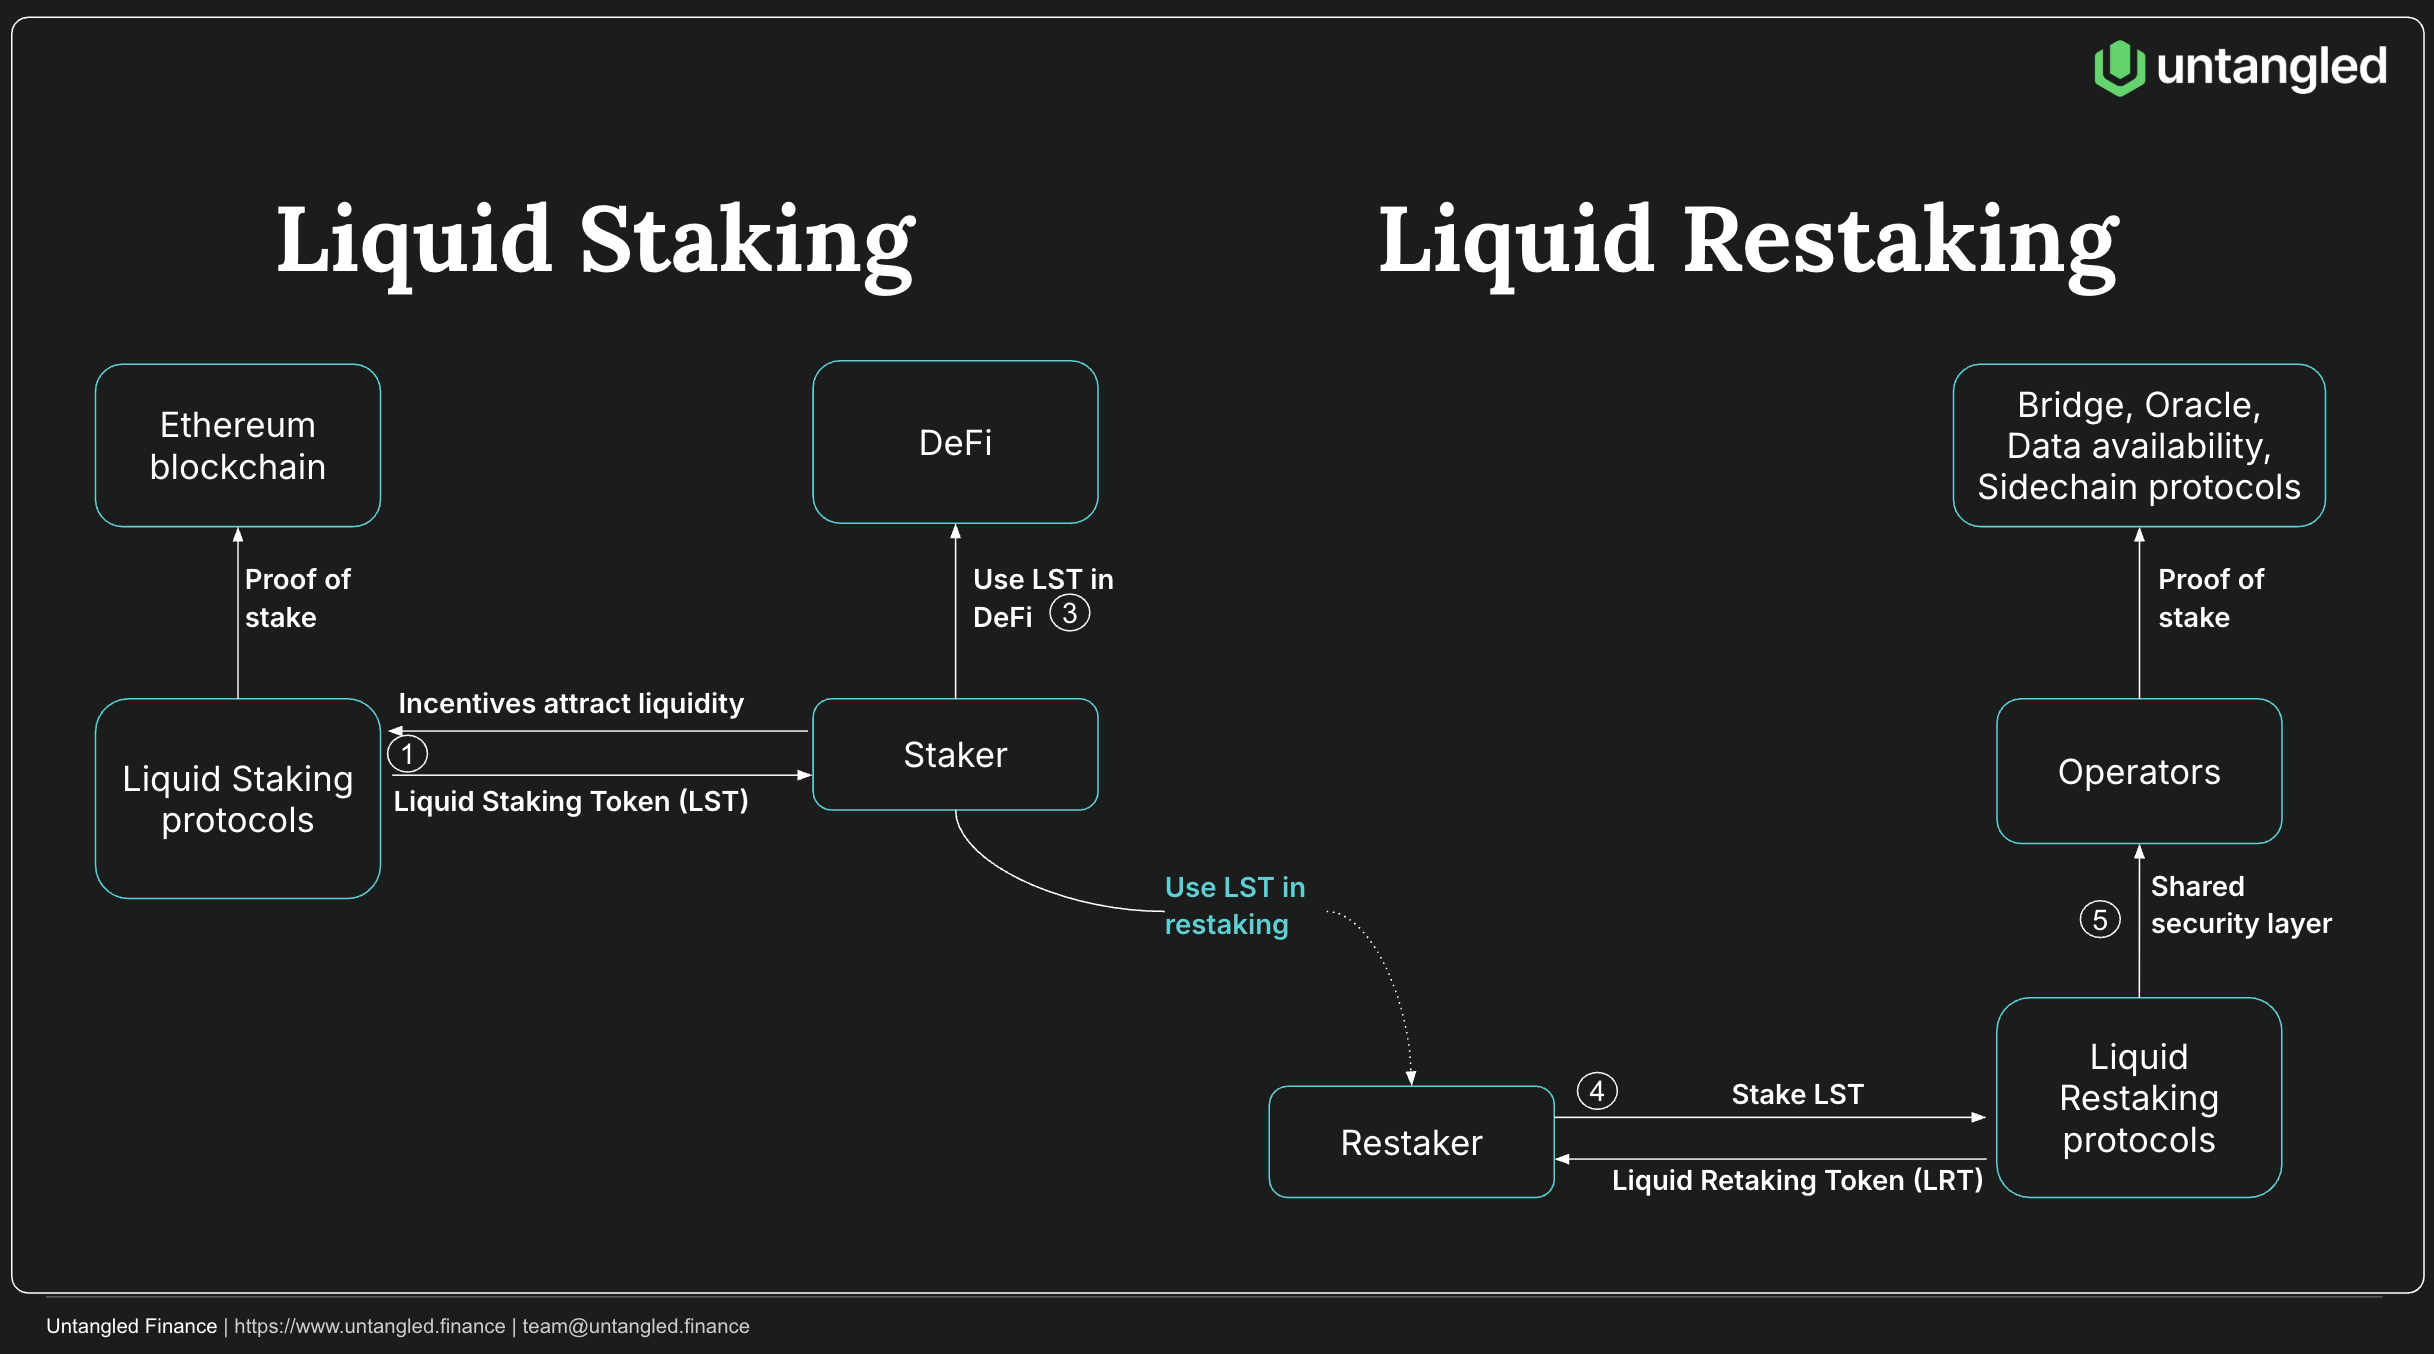 untangled
Liquid Staking
Liquid Restaking
Ethereum
blockchain
DeFi
Bridge, Oracle,
Data availability,
Sidechain protocols
Proof of
stake
Use LST in
DeFi 3
Proof of
stake
Incentives attract liquidity
1
Liquid Staking Token (LST)
Liquid Staking
protocols
Staker
Operators
Use LST in
restaking
5
Shared
security layer
Restaker
4
Stake LST
Liquid Retaking Token (LRT)
Liquid
Restaking
protocols
Untangled Finance | https://www.untangled.finance | team@untangled.finance